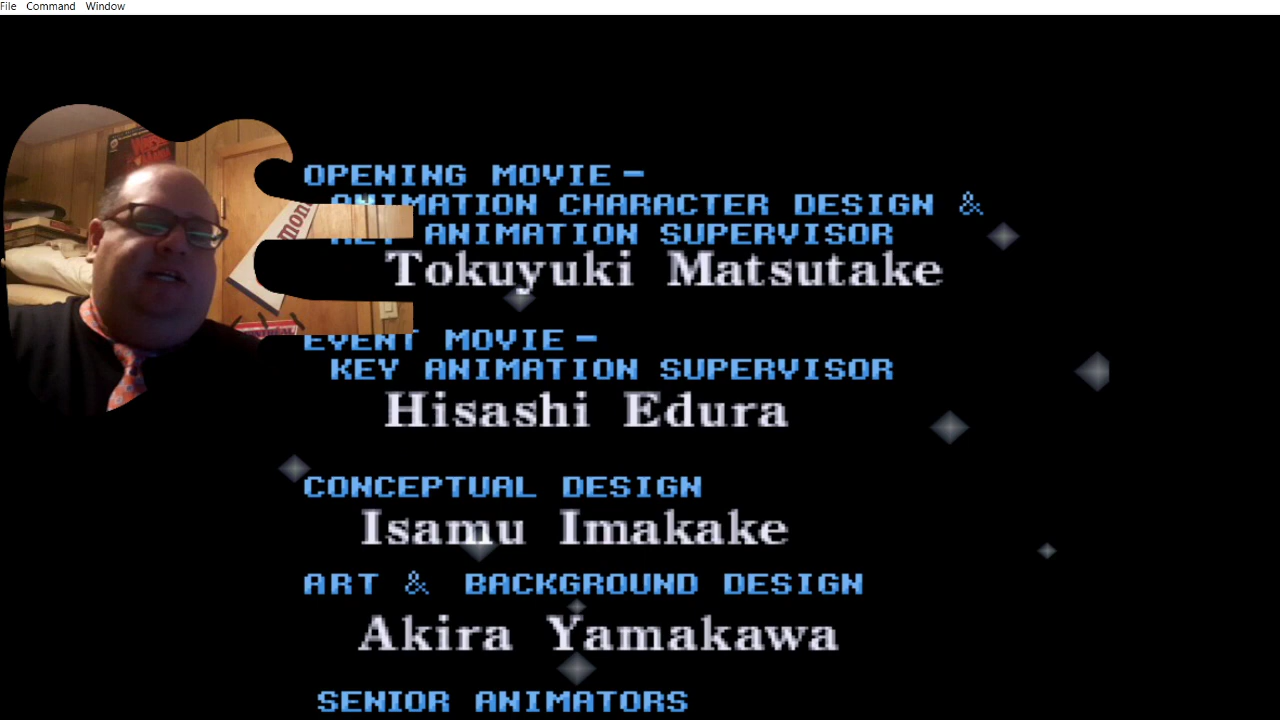 File Command Window
OPENING MOVIE -
ANIMATION CHARACTER DESIGN &
KEY ANIMATION SUPERVISOR
Tokuyuki Matsutake
EVENT MOVIE -
KEY ANIMATION SUPERVISOR
Hisashi Edura
CONCEPTUAL DESIGN
Isamu Imakake
ART & BACKGROUND DESIGN
Akira Yamakawa
SENIOR ANIMATORS